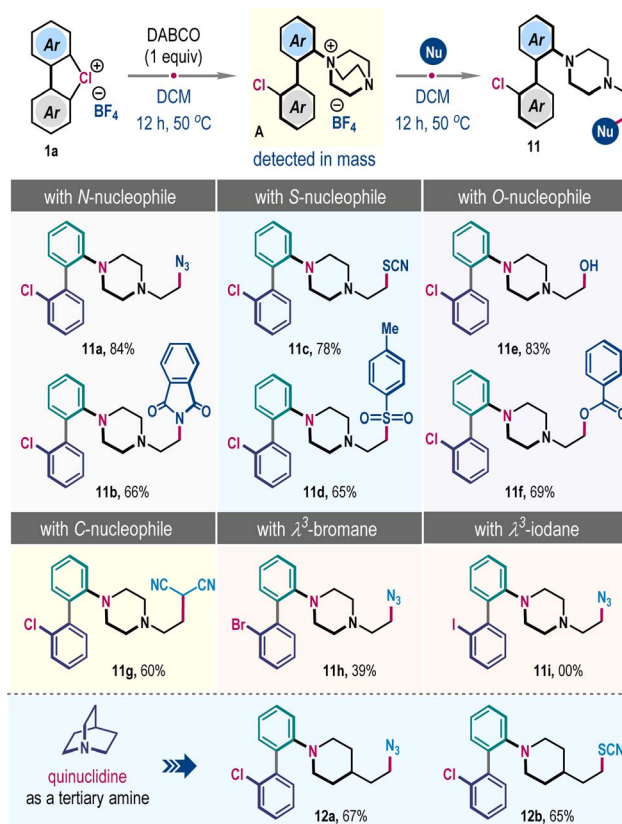 Ar
Cl
⊕
⊖
BF4
Ar
1a
DABCO
(1 equiv)
DCM
12 h, 50 °C
Ar
N
⊕
N
Cl
Ar
⊖
BF4
A
detected in mass
Nu
DCM
12 h, 50 °C
Ar
N
N
Cl
Ar
Nu
11
with N-nucleophile
with S-nucleophile
with O-nucleophile
N
N
N3
Cl
11a, 84%
N
N
SCN
Cl
11c, 78%
N
N
OH
Cl
11e, 83%
O
N
O
N
N
Cl
11b, 66%
Me
O=S=O
N
N
Cl
11d, 65%
O
O
N
N
Cl
11f, 69%
with C-nucleophile
with λ3-bromane
with λ3-iodane
NC
CN
N
N
Cl
11g, 60%
N
N
N3
Br
11h, 39%
N
N
N3
I
11i, 00%
N
quinuclidine
as a tertiary amine
N
N3
Cl
12a, 67%
N
SCN
Cl
12b, 65%